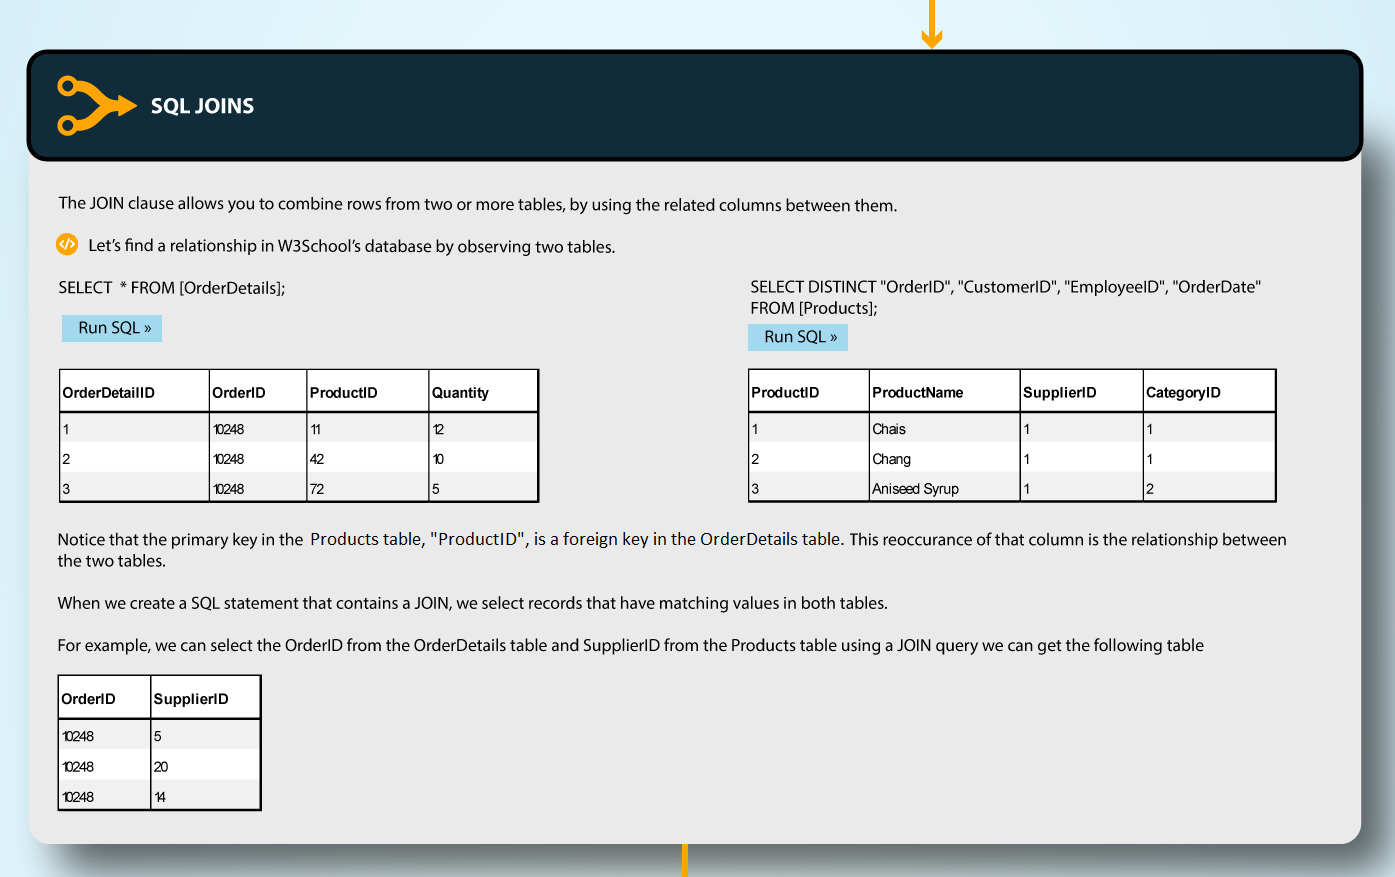 SQL JOINS
The JOIN clause allows you to combine rows from two or more tables, by using the related columns between them.
Let's find a relationship in W3School's database by observing two tables.
SELECT * FROM [OrderDetails];
Run SQL »
OrderDetailID OrderID ProductID Quantity
1 10248 11 12
2 10248 42 10
3 10248 72 5
SELECT DISTINCT "OrderID", "CustomerID", "EmployeeID", "OrderDate"
FROM [Products];
Run SQL »
ProductID ProductName SupplierID CategoryID
1 Chais 1 1
2 Chang 1 1
3 Aniseed Syrup 1 2
Notice that the primary key in the Products table, "ProductID", is a foreign key in the OrderDetails table. This reoccurance of that column is the relationship between
the two tables.
When we create a SQL statement that contains a JOIN, we select records that have matching values in both tables.
For example, we can select the OrderID from the OrderDetails table and SupplierID from the Products table using a JOIN query we can get the following table
OrderID SupplierID
10248 5
10248 20
10248 14